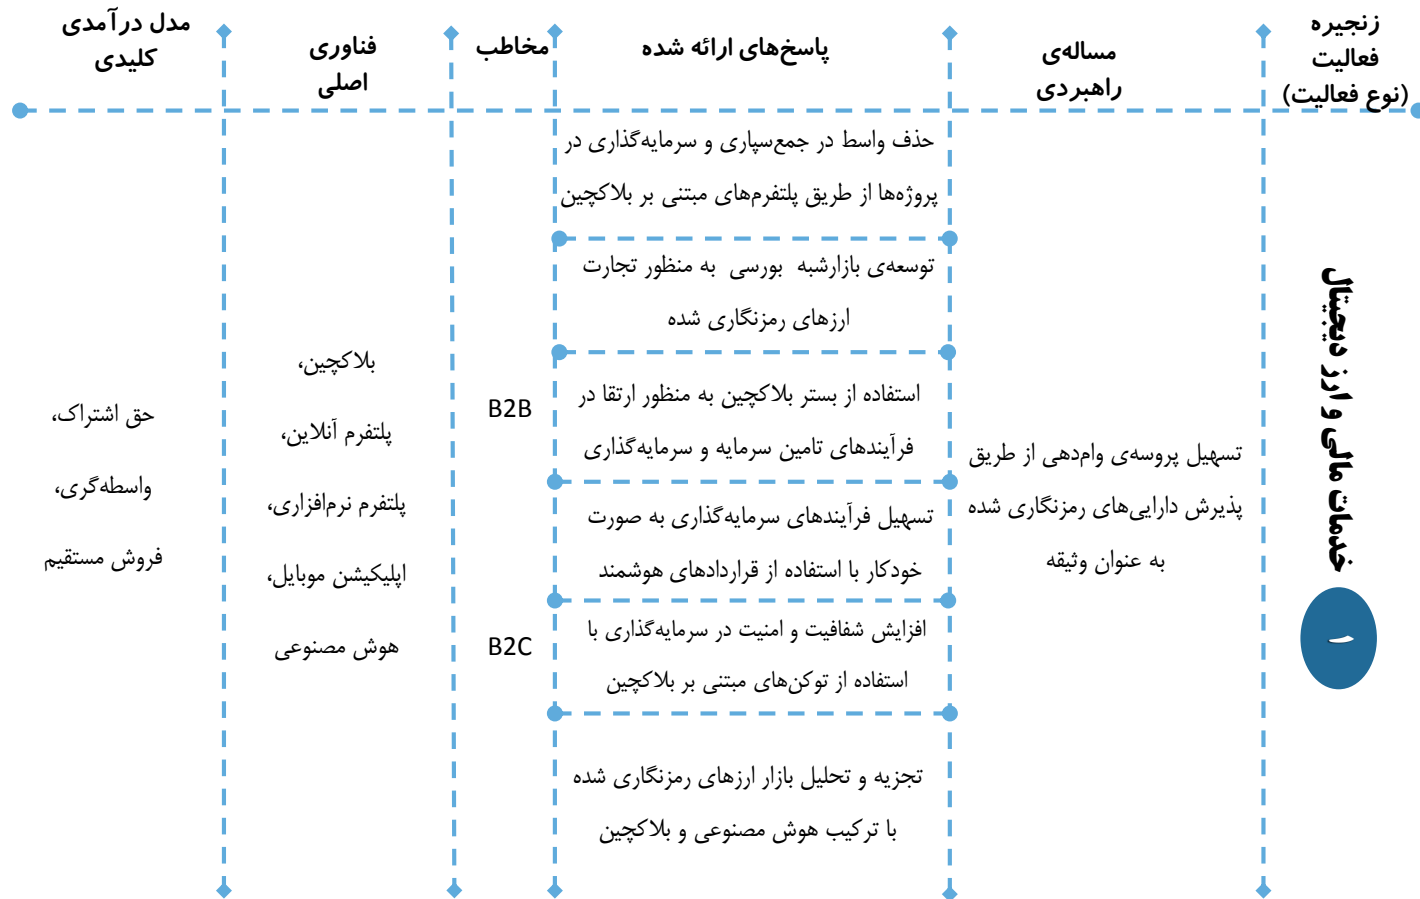 زنجیره
فعالیت
(نوع فعالیت)
مساله‌ی
راهبردی
پاسخ‌های ارائه شده
مخاطب
فناوری
اصلی
مدل درآمدی
کلیدی
خدمات مالی و ارز دیجیتال
۱
تسهیل پروسه‌ی وام‌دهی از طریق
پذیرش دارایی‌های رمزنگاری شده
به عنوان وثیقه
حذف واسط در جمع‌سپاری و سرمایه‌گذاری در
پروژه‌ها از طریق پلتفرم‌های مبتنی بر بلاکچین
توسعه‌ی بازارشبه بورسی به منظور تجارت
ارزهای رمزنگاری شده
استفاده از بستر بلاکچین به منظور ارتقا در
فرآیندهای تامین سرمایه و سرمایه‌گذاری
تسهیل فرآیندهای سرمایه‌گذاری به صورت
خودکار با استفاده از قراردادهای هوشمند
افزایش شفافیت و امنیت در سرمایه‌گذاری با
استفاده از توکن‌های مبتنی بر بلاکچین
تجزیه و تحلیل بازار ارزهای رمزنگاری شده
با ترکیب هوش مصنوعی و بلاکچین
B2B
B2C
بلاکچین،
پلتفرم آنلاین،
پلتفرم نرم‌افزاری،
اپلیکیشن موبایل،
هوش مصنوعی
حق اشتراک،
واسطه‌گری،
فروش مستقیم